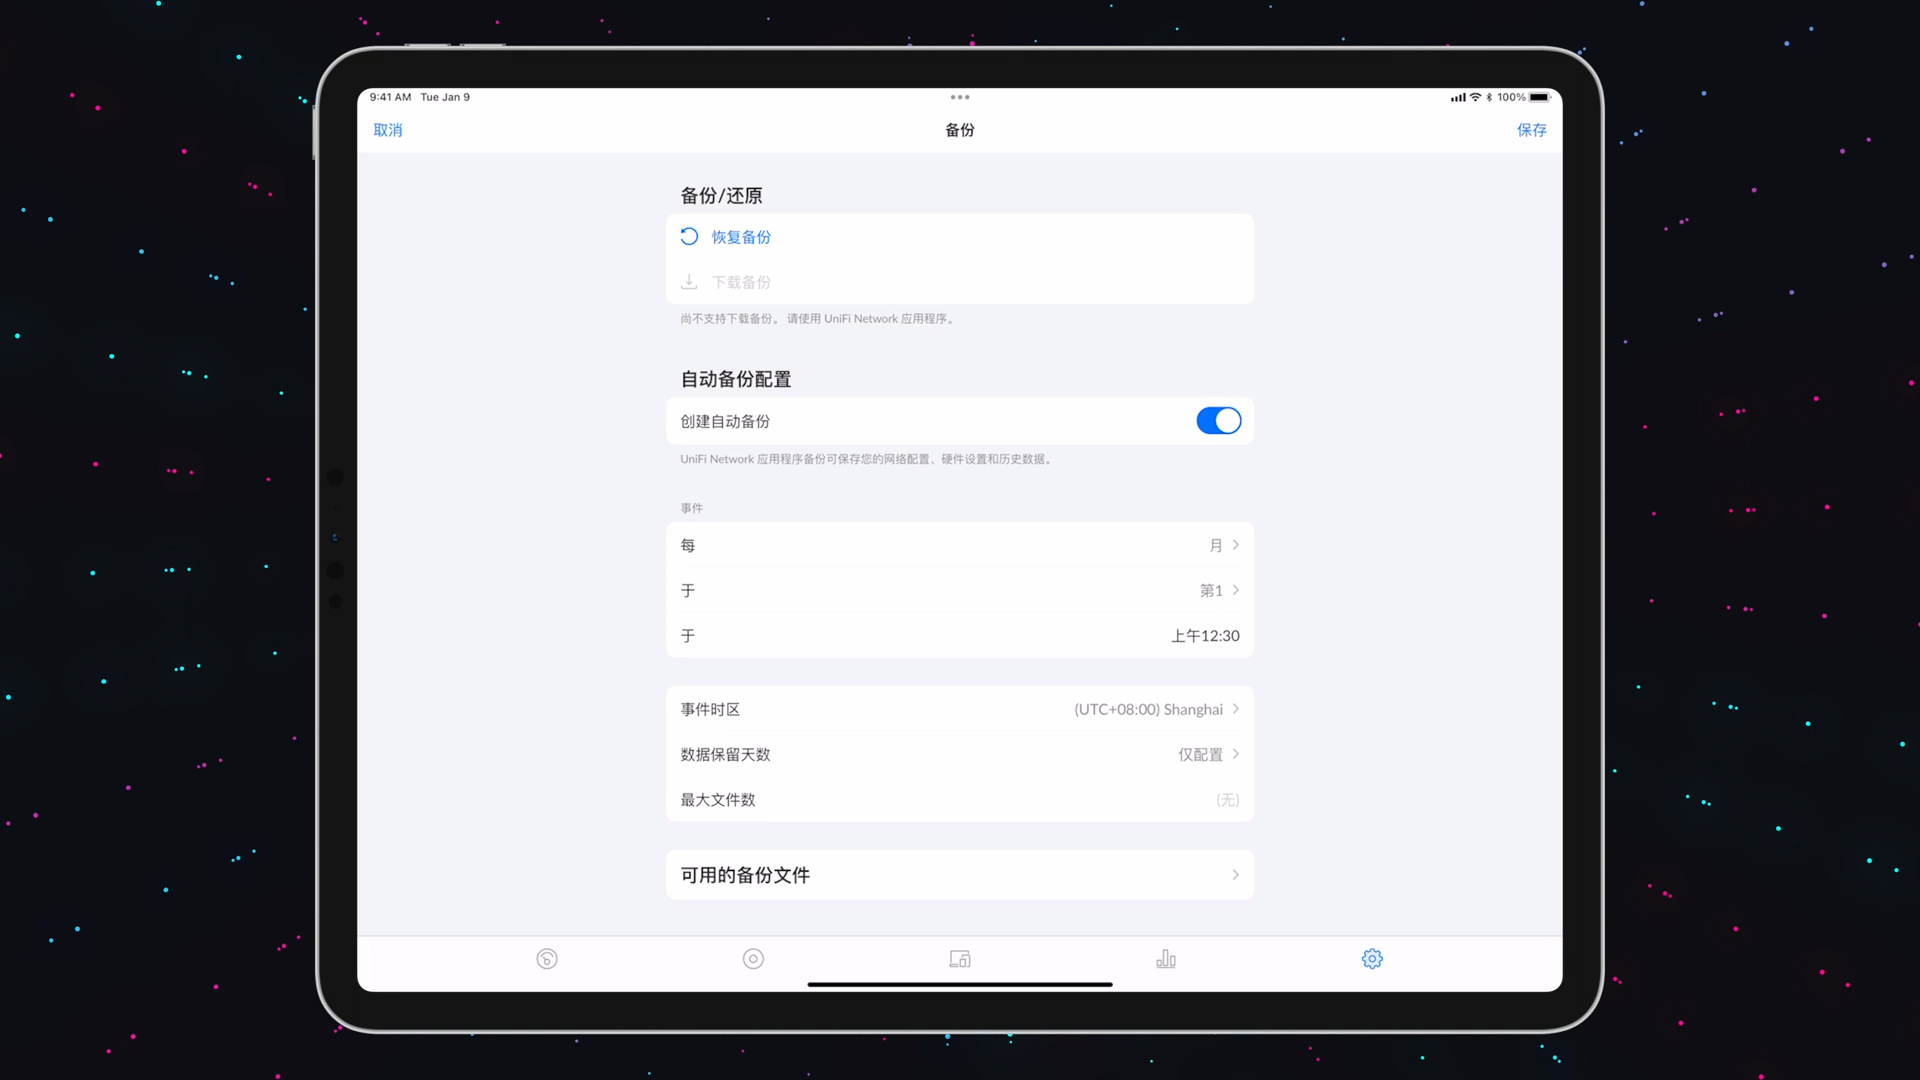 9:41 AM Tue Jan 9
100%
取消
备份
保存
备份/还原
恢复备份
下载备份
尚不支持下载备份。 请使用 UniFi Network 应用程序。
自动备份配置
创建自动备份
UniFi Network 应用程序备份可保存您的网络配置、硬件设置和历史数据。
事件
每 月
于 第1
于 上午12:30
事件时区 (UTC+08:00) Shanghai
数据保留天数 仅配置
最大文件数 (无)
可用的备份文件